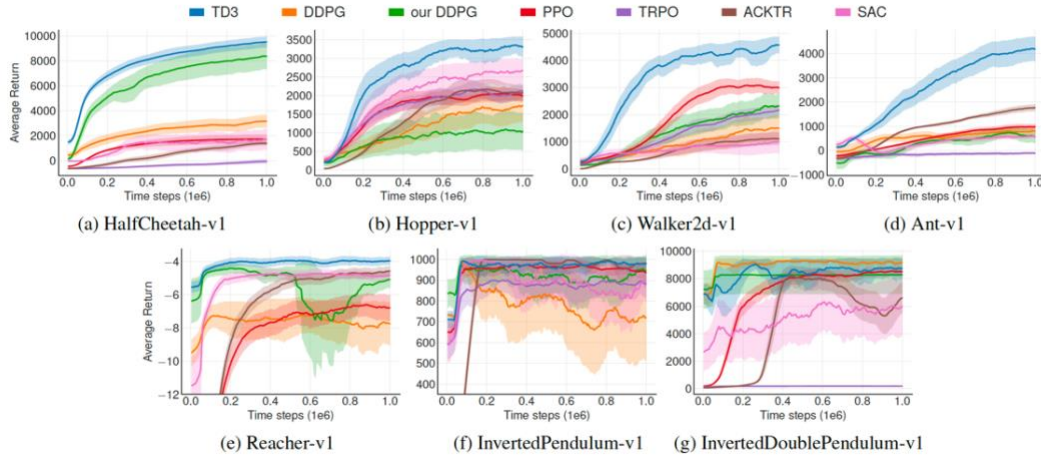 TD3 DDPG our DDPG PPO TRPO ACKTR SAC
Average Return
10000
8000
6000
4000
2000
0
0.0 0.2 0.4 0.6 0.8 1.0
Time steps (1e6)
(a) HalfCheetah-v1
3500
3000
2500
2000
1500
1000
500
0
0.0 0.2 0.4 0.6 0.8 1.0
Time steps (1e6)
(b) Hopper-v1
5000
4000
3000
2000
1000
0
0.0 0.2 0.4 0.6 0.8 1.0
Time steps (1e6)
(c) Walker2d-v1
4000
3000
2000
1000
0
−1000
0.0 0.2 0.4 0.6 0.8 1.0
Time steps (1e6)
(d) Ant-v1
Average Return
−4
−6
−8
−10
−12
0.0 0.2 0.4 0.6 0.8 1.0
Time steps (1e6)
(e) Reacher-v1
1000
900
800
700
600
500
400
0.0 0.2 0.4 0.6 0.8 1.0
Time steps (1e6)
(f) InvertedPendulum-v1
10000
8000
6000
4000
2000
0
0.0 0.2 0.4 0.6 0.8 1.0
Time steps (1e6)
(g) InvertedDoublePendulum-v1